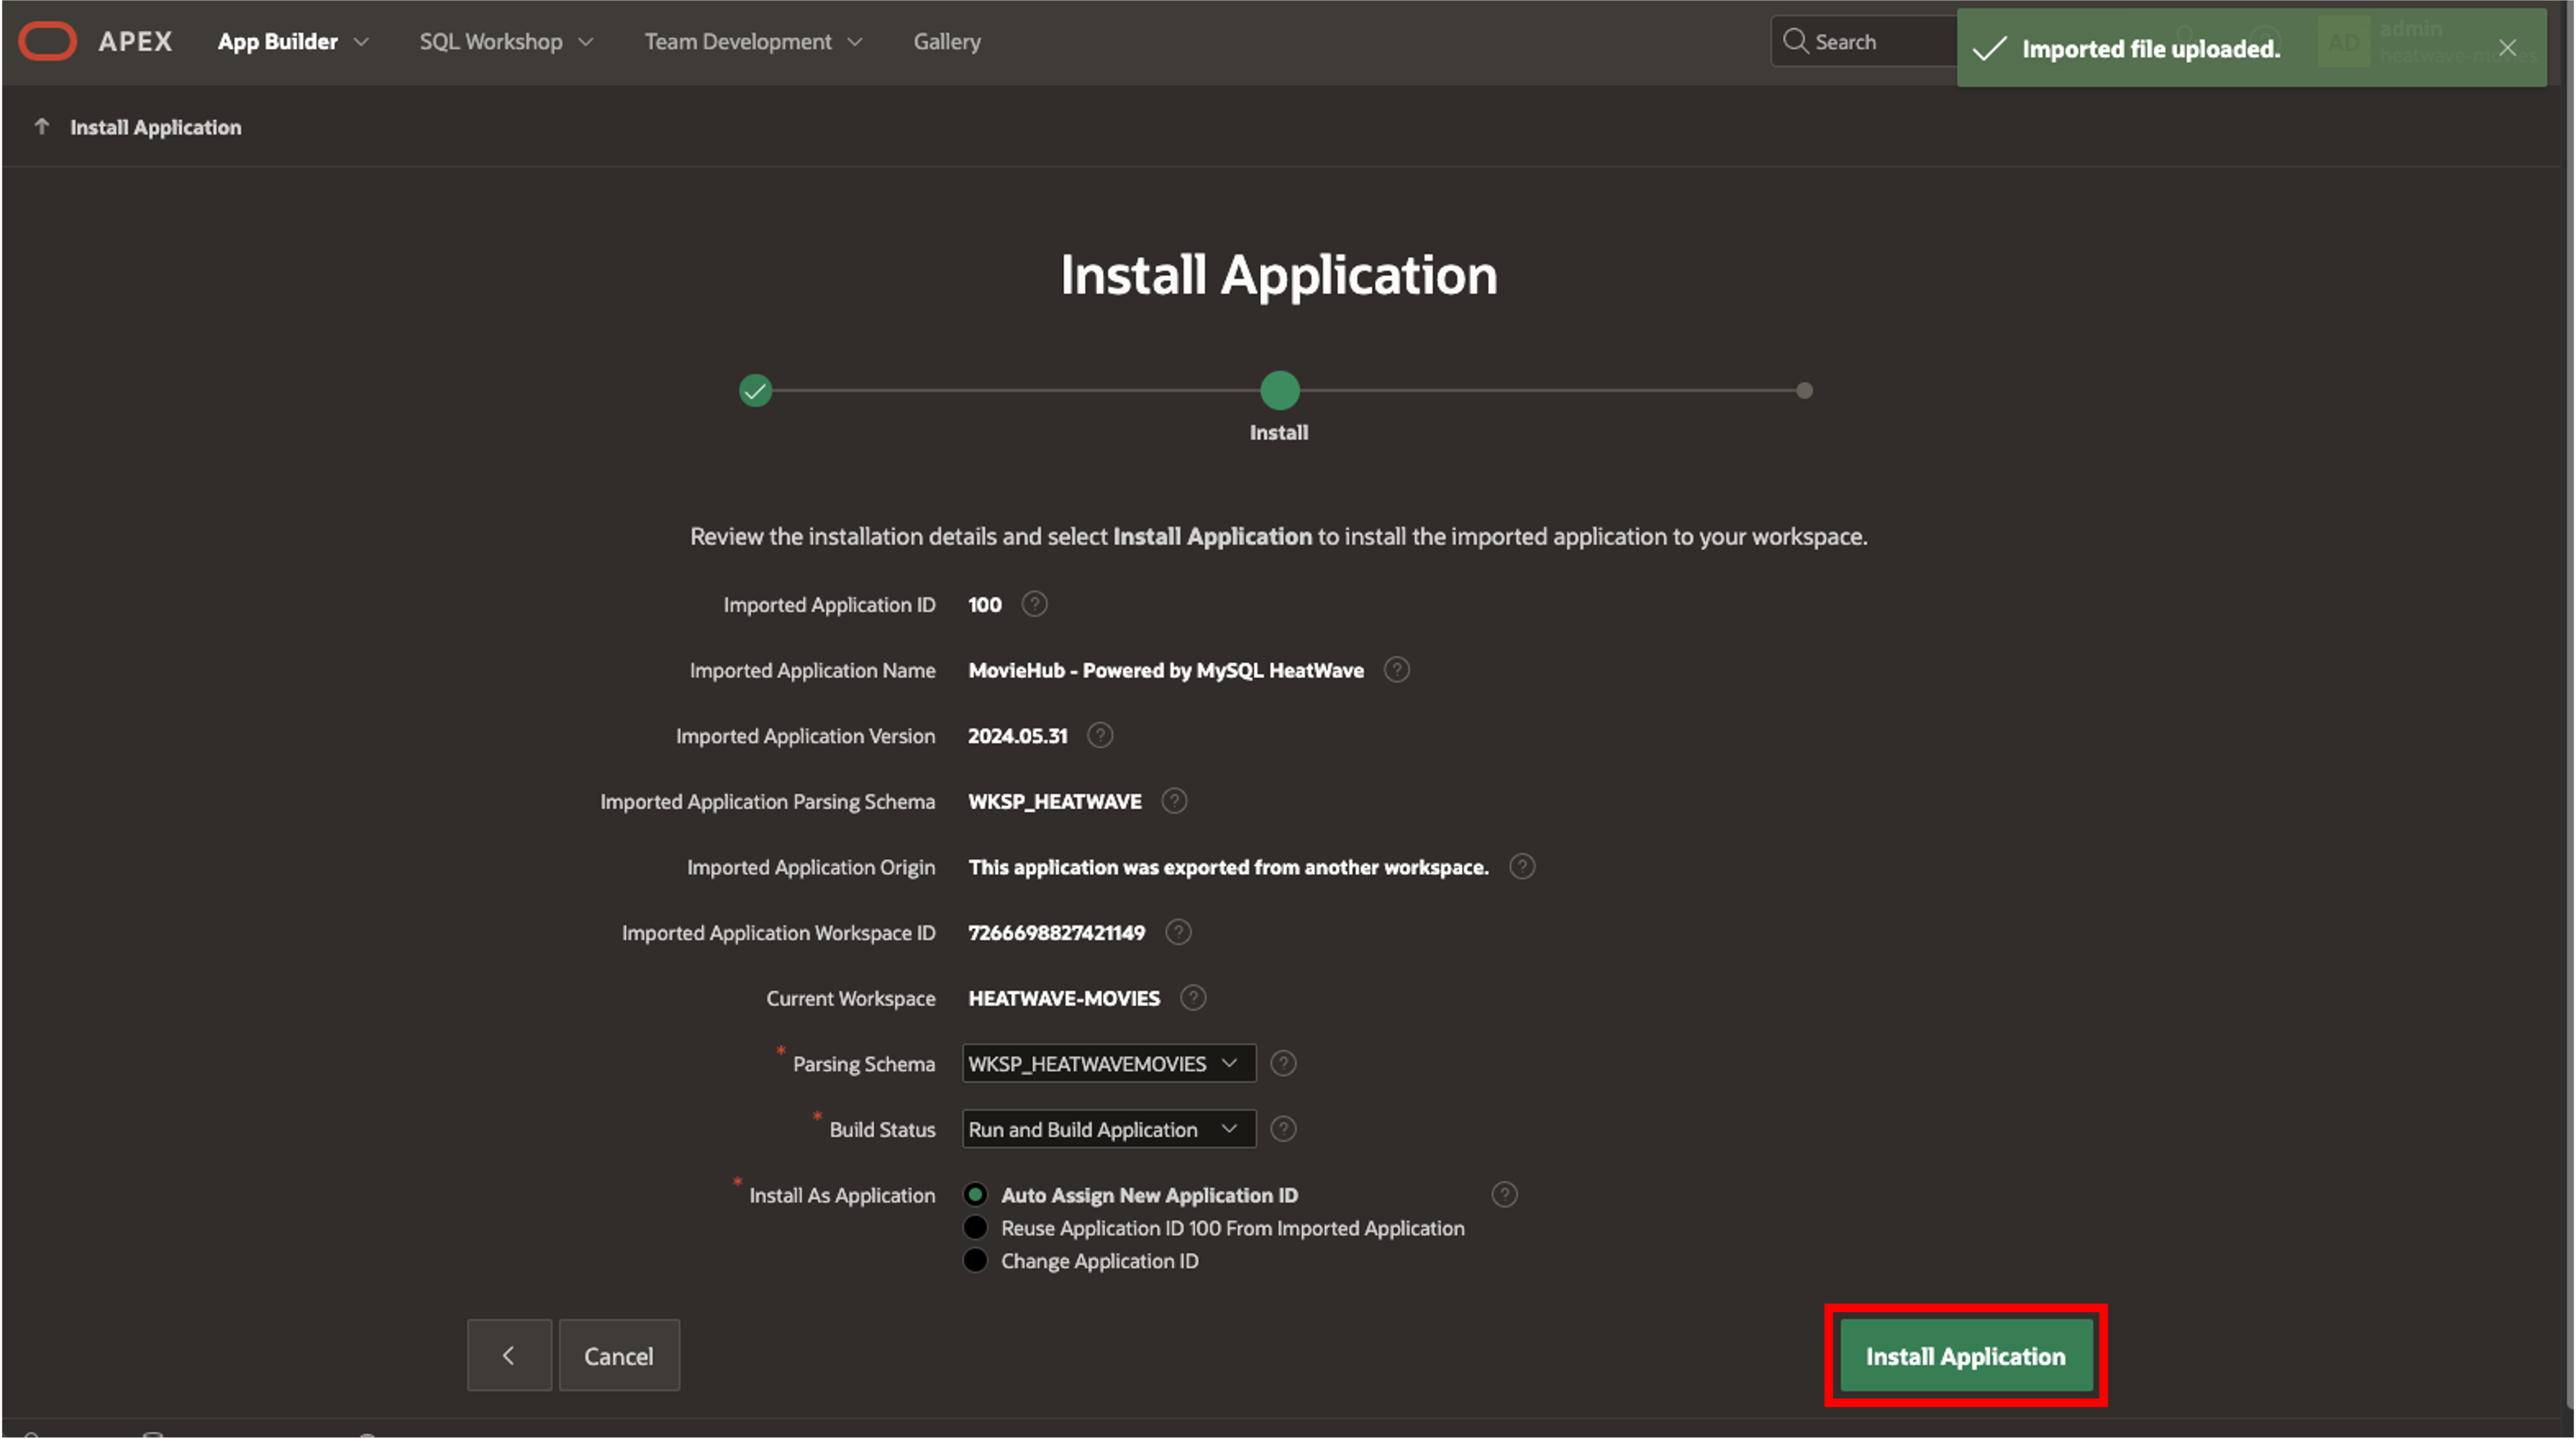 APEX App Builder SQL Workshop Team Development Gallery Search Imported file uploaded. AD admin heatwave-movies
Install Application
Install Application
Install
Review the installation details and select Install Application to install the imported application to your workspace.
Imported Application ID 100
Imported Application Name MovieHub - Powered by MySQL HeatWave
Imported Application Version 2024.05.31
Imported Application Parsing Schema WKSP_HEATWAVE
Imported Application Origin This application was exported from another workspace.
Imported Application Workspace ID 7266698827421149
Current Workspace HEATWAVE-MOVIES
* Parsing Schema WKSP_HEATWAVEMOVIES
* Build Status Run and Build Application
* Install As Application Auto Assign New Application ID
Reuse Application ID 100 From Imported Application
Change Application ID
Cancel Install Application